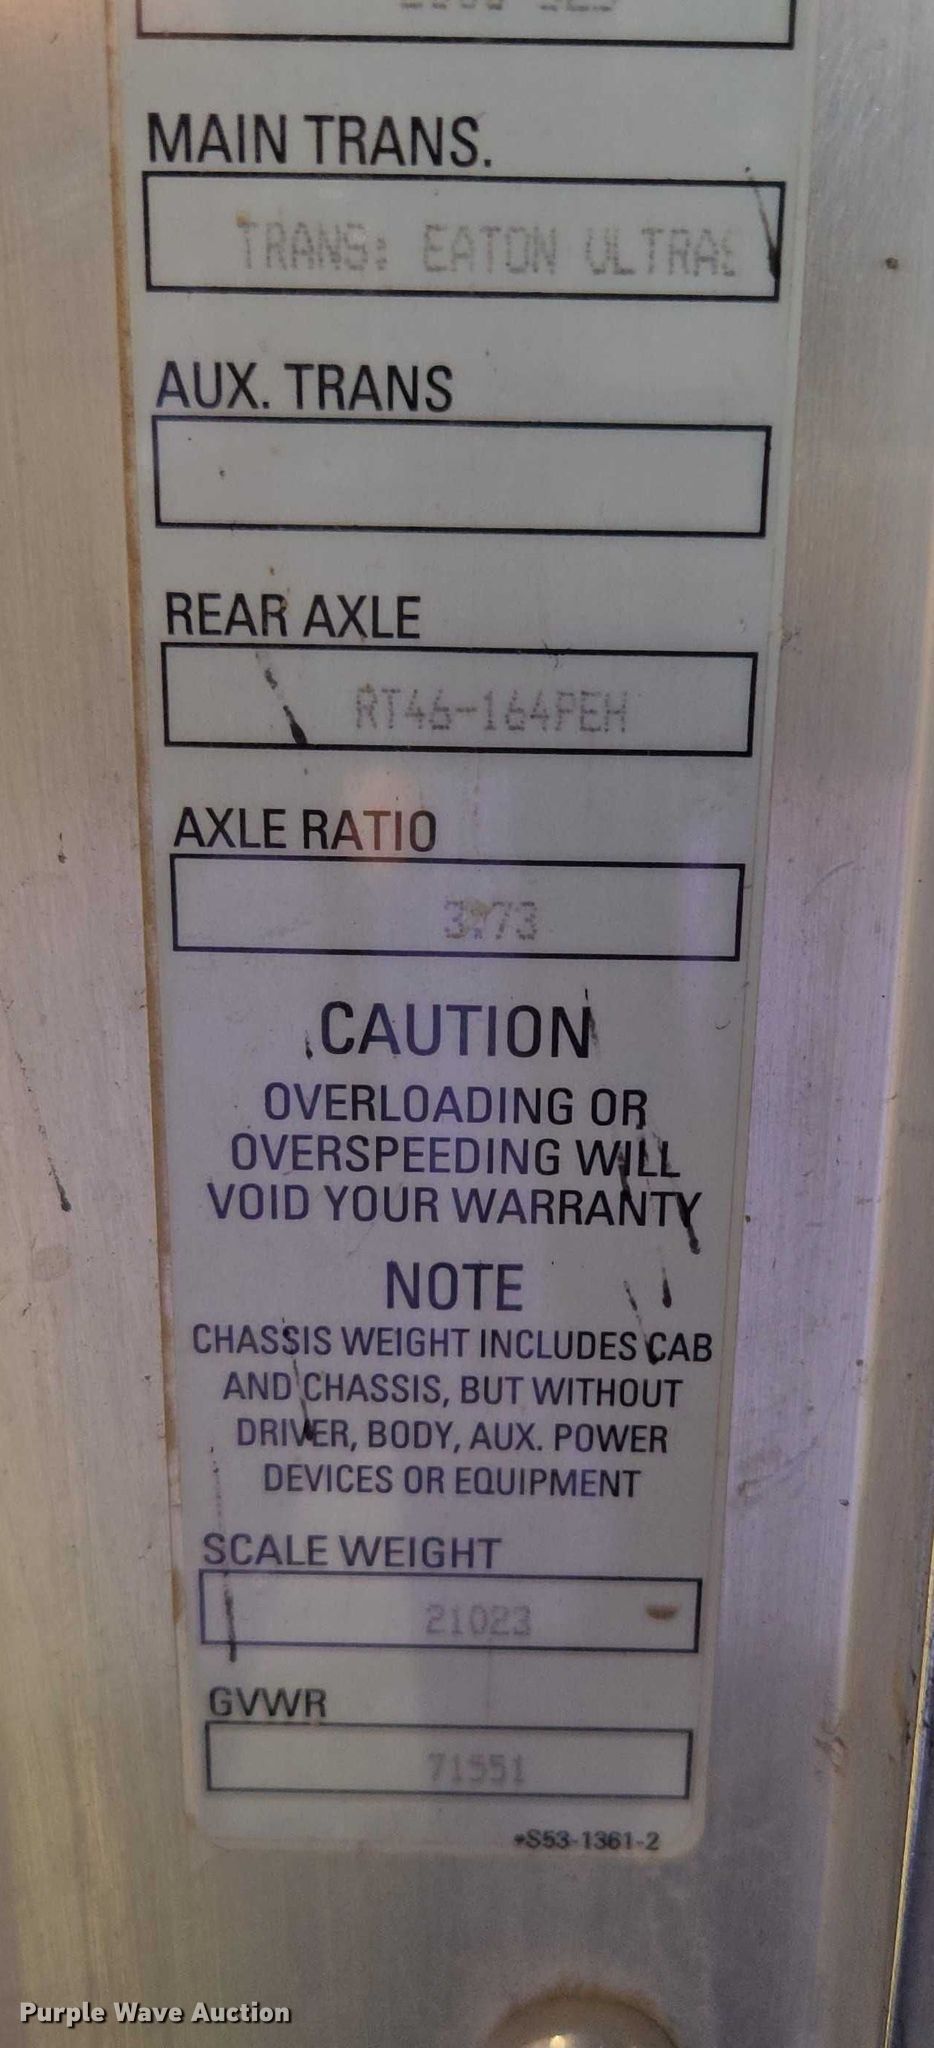 MAIN TRANS.
TRANS: EATON ULTRAS
AUX. TRANS
REAR AXLE
RT46-164PEH
AXLE RATIO
3.73
CAUTION
OVERLOADING OR
OVERSPEEDING WILL
VOID YOUR WARRANTY
NOTE
CHASSIS WEIGHT INCLUDES CAB
AND CHASSIS, BUT WITHOUT
DRIVER, BODY, AUX. POWER
DEVICES OR EQUIPMENT
SCALE WEIGHT
21023
GVWR
71551
*S53-1361-2
Purple Wave Auction